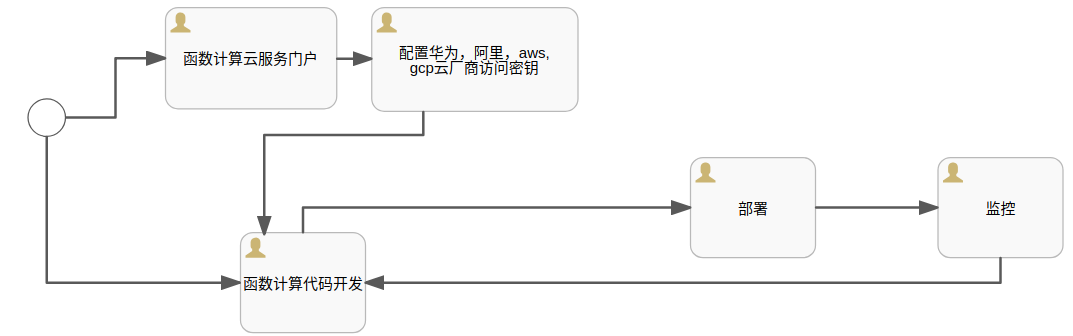 函数计算云服务门户
配置华为，阿里，aws,
gcp云厂商访问密钥
部署
监控
函数计算代码开发